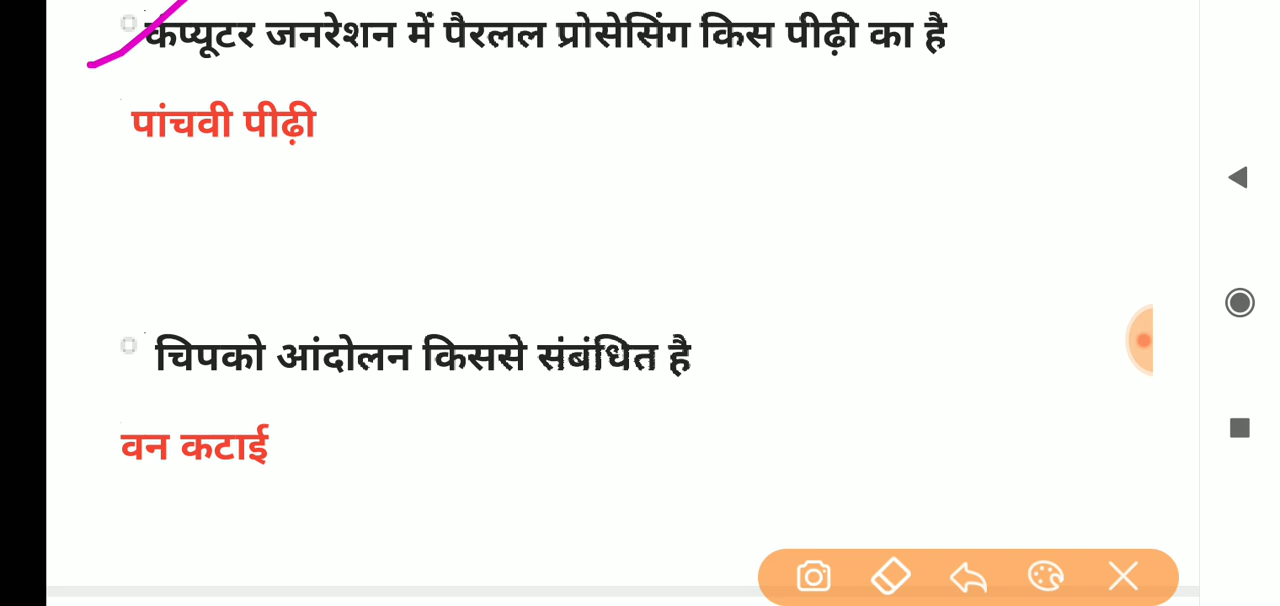 कंप्यूटर जनरेशन में पैरलल प्रोसेसिंग किस पीढ़ी का है
पांचवी पीढ़ी
चिपको आंदोलन किससे संबंधित है
वन कटाई